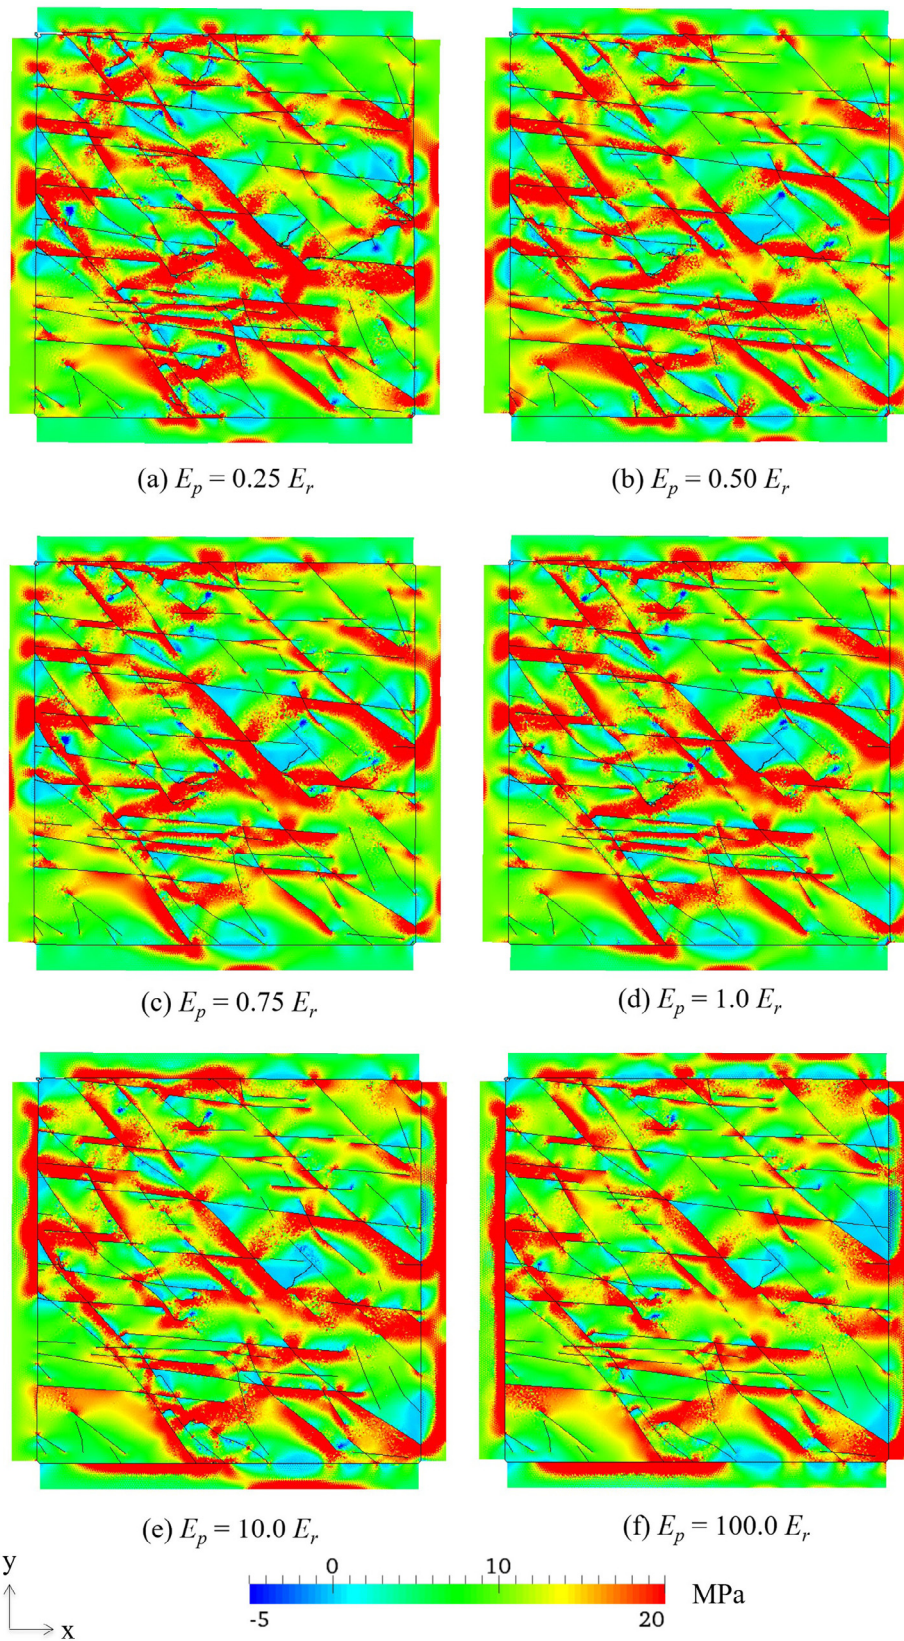 (a) Eₚ = 0.25 Eᵣ
(b) Eₚ = 0.50 Eᵣ
(c) Eₚ = 0.75 Eᵣ
(d) Eₚ = 1.0 Eᵣ
(e) Eₚ = 10.0 Eᵣ
(f) Eₚ = 100.0 Eᵣ
y
x
0 10
-5 20
MPa